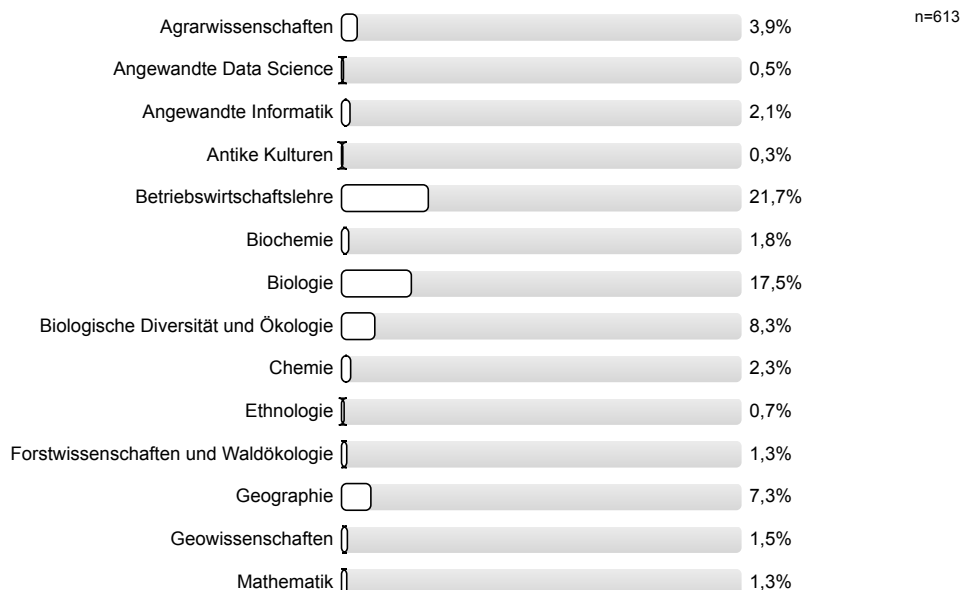 n=613
Agrarwissenschaften 3,9%
Angewandte Data Science 0,5%
Angewandte Informatik 2,1%
Antike Kulturen 0,3%
Betriebswirtschaftslehre 21,7%
Biochemie 1,8%
Biologie 17,5%
Biologische Diversität und Ökologie 8,3%
Chemie 2,3%
Ethnologie 0,7%
Forstwissenschaften und Waldökologie 1,3%
Geographie 7,3%
Geowissenschaften 1,5%
Mathematik 1,3%